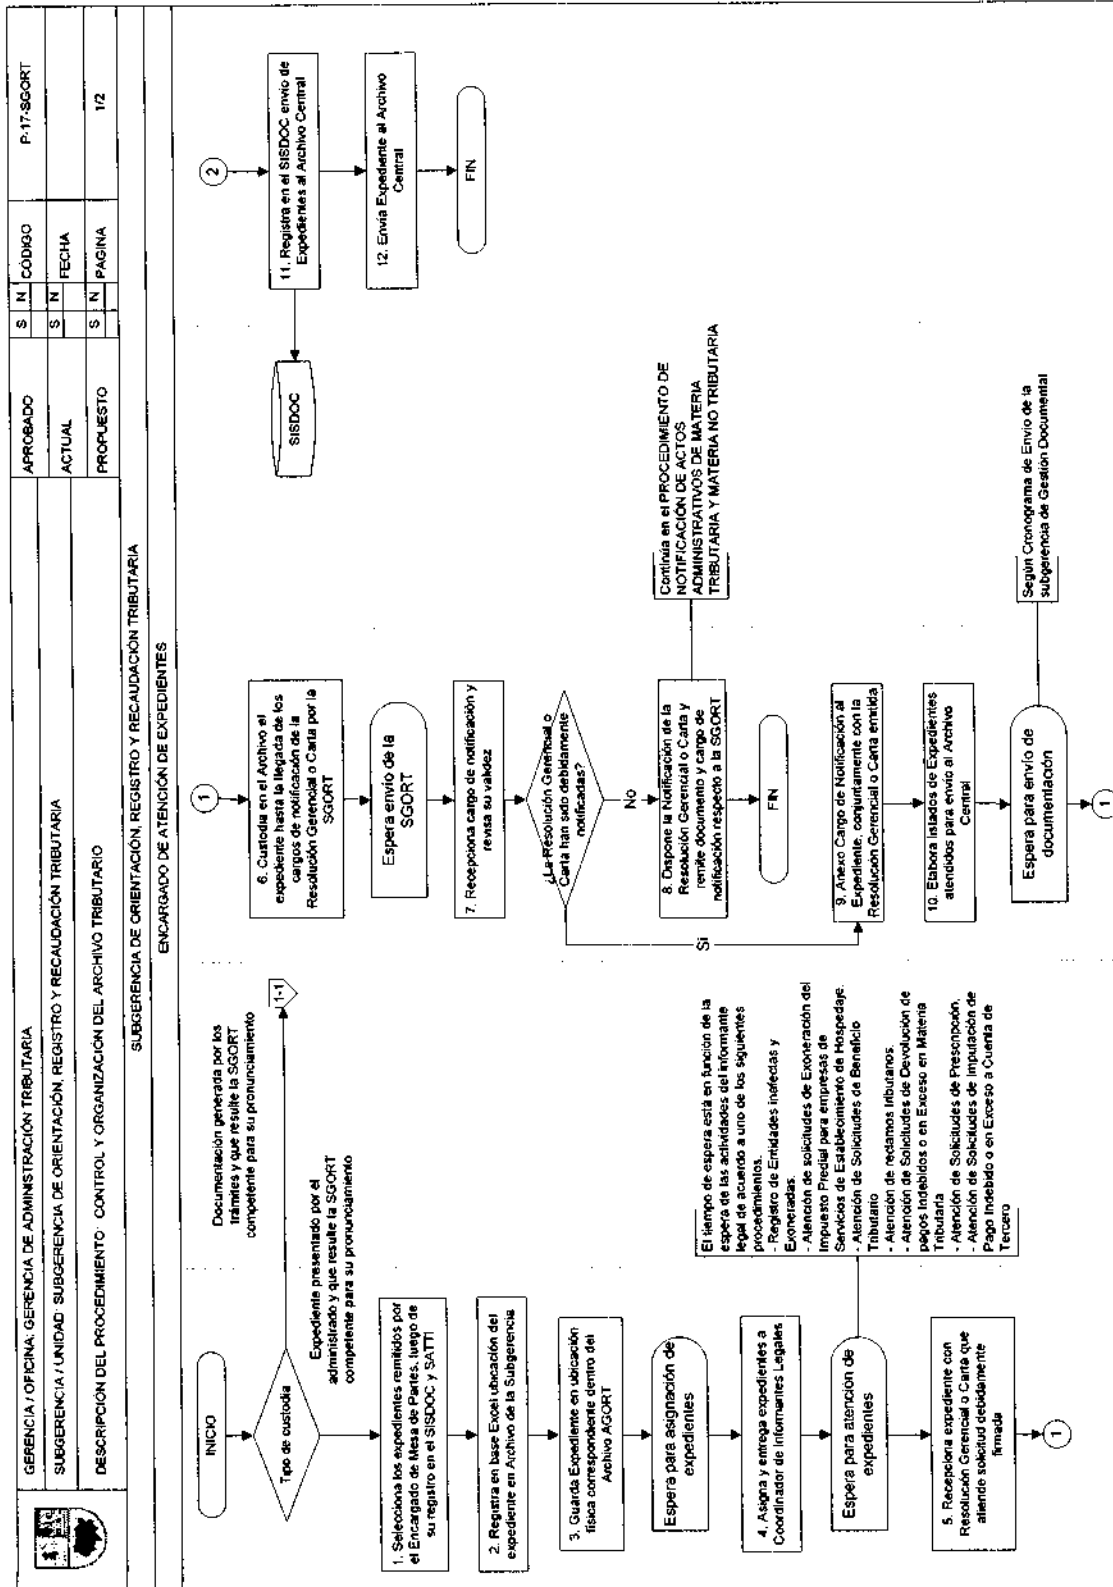 GERENCIA / OFICINA: GERENCIA DE ADMINISTRACIÓN TRIBUTARIA
APROBADO
S N
CÓDIGO
P-17-SGORT
SUBGERENCIA / UNIDAD: SUBGERENCIA DE ORIENTACIÓN, REGISTRO Y RECAUDACIÓN TRIBUTARIA
ACTUAL
S N
FECHA
DESCRIPCIÓN DEL PROCEDIMIENTO: CONTROL Y ORGANIZACIÓN DEL ARCHIVO TRIBUTARIO
PROPUESTO
S N
PAGINA
1/2
SUBGERENCIA DE ORIENTACIÓN, REGISTRO Y RECAUDACIÓN TRIBUTARIA
ENCARGADO DE ATENCIÓN DE EXPEDIENTES
INICIO
Tipo de custodia
Documentación generada por los
trámites y que resulte la SGORT
competente para su pronunciamiento
1-1
Expediente presentado por el
administrado y que resulte la SGORT
competente para su pronunciamiento
1. Selecciona los expedientes remitidos por
el Encargado de Mesa de Partes, luego de
su registro en el SISDOC y SATTI
2. Registra en base Excel ubicación del
expediente en Archivo de la Subgerencia
3. Guarda Expediente en ubicación
física correspondiente dentro del
Archivo AGORT
Espera para asignación de
expedientes
4. Asigna y entrega expedientes a
Coordinador de Informantes Legales
Espera para atención de
expedientes
El tiempo de espera está en función de la
espera de las actividades del informante
legal de acuerdo a uno de los siguientes
procedimientos.
- Registro de Entidades inafectas y
Exoneradas.
- Atención de solicitudes de Exoneración del
Impuesto Predial para empresas de
Servicios de Establecimiento de Hospedaje.
- Atención de Solicitudes de Beneficio
Tributario
- Atención de reclamos tributarios.
- Atención de Solicitudes de Devolución de
pagos Indebidos o en Exceso en Materia
Tributaria
- Atención de Solicitudes de Prescripción.
- Atención de Solicitudes de Imputación de
Pago Indebido o en Exceso a Cuenta de
Tercero
5. Recepciona expediente con
Resolución Gerencial o Carta que
atiende solicitud debidamente
firmada
1
1
6. Custodia en el Archivo el
expediente hasta la llegada de los
cargos de notificación de la
Resolución Gerencial o Carta por la
SGORT
Espera envío de la
SGORT
7. Recepciona cargo de notificación y
revisa su validez
¿La Resolución Gerencial o
Carta han sido debidamente
notificadas?
No
Si
8. Dispone la Notificación de la
Resolución Gerencial o Carta y
remite documento y cargo de
notificación respecto a la SGORT
Continúa en el PROCEDIMIENTO DE
NOTIFICACIÓN DE ACTOS
ADMINISTRATIVOS DE MATERIA
TRIBUTARIA Y MATERIA NO TRIBUTARIA
FIN
9. Anexo Cargo de Notificación al
Expediente, conjuntamente con la
Resolución Gerencial o Carta emitida
10. Elabora listados de Expedientes
atendidos para envío al Archivo
Central
Espera para envío de
documentación
Según Cronograma de Envío de la
subgerencia de Gestión Documental
1
2
11. Registra en el SISDOC envío de
Expedientes al Archivo Central
SISDOC
12. Envía Expediente al Archivo
Central
FIN